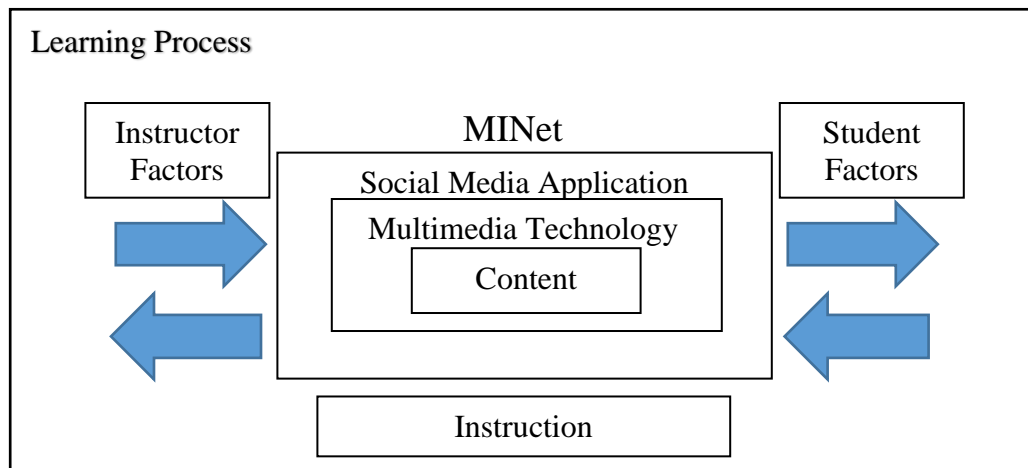 Learning Process
Instructor
Factors
MINet
Student
Factors
Social Media Application
Multimedia Technology
Content
Instruction